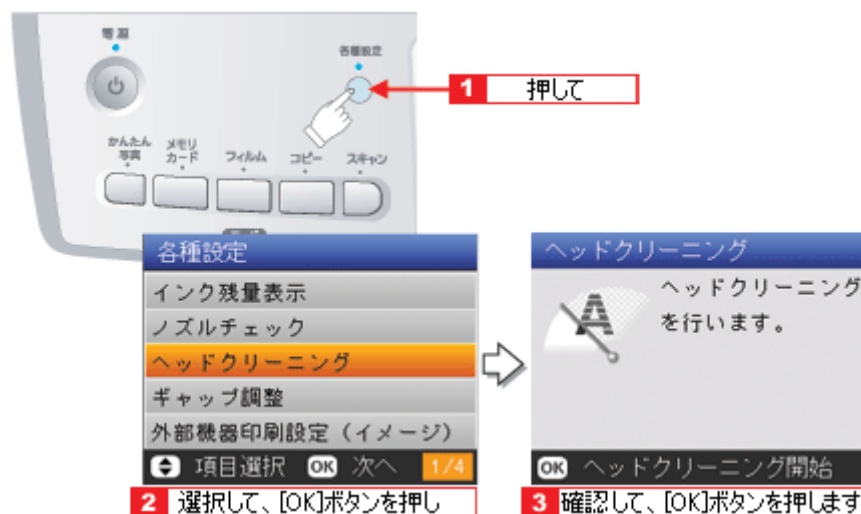 電源
各種設定
1 押して
かんたん
写真
メモリ
カード
フィルム
コピー
スキャン
各種設定
インク残量表示
ノズルチェック
ヘッドクリーニング
ギャップ調整
外部機器印刷設定（イメージ）
項目選択 OK 次へ 1/4
2 選択して、[OK]ボタンを押し
ヘッドクリーニング
ヘッドクリーニング
を行います。
OK ヘッドクリーニング開始
3 確認して、[OK]ボタンを押します